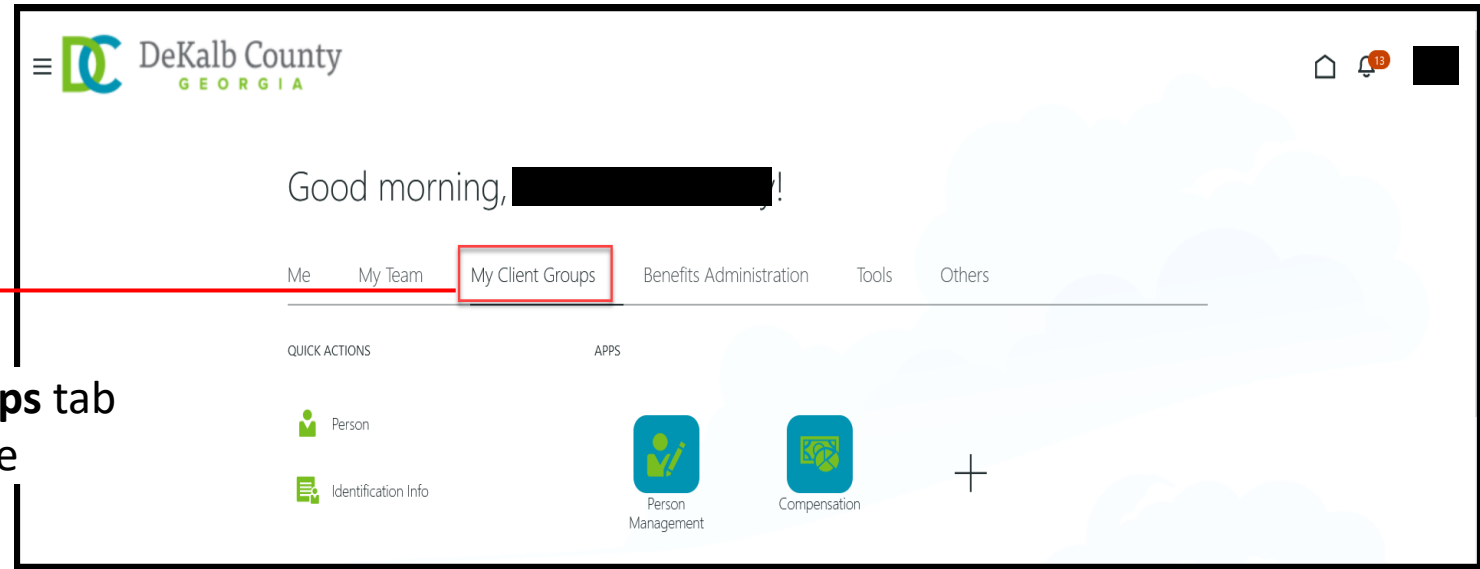 DeKalb County
GEORGIA
13
Good morning, !
Me My Team My Client Groups Benefits Administration Tools Others
QUICK ACTIONS APPS
ps tab
e
Person
Identification Info
Person
Management
Compensation